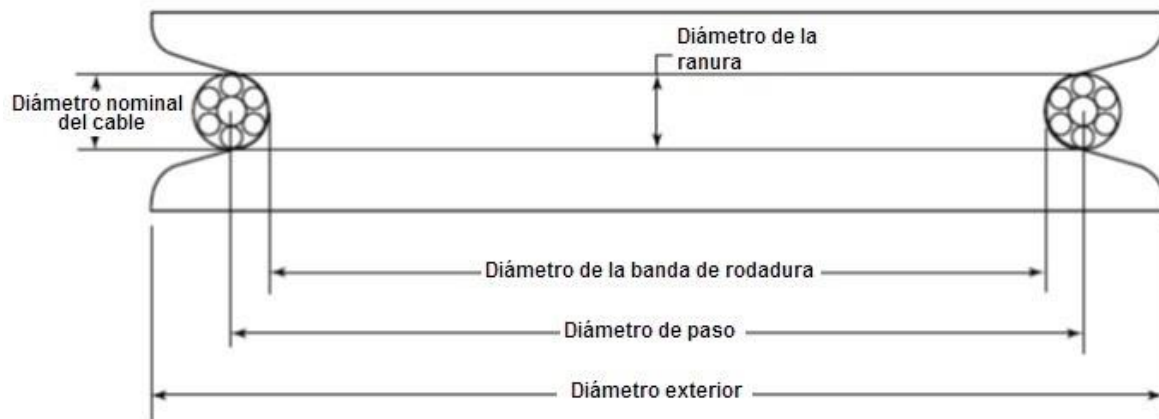 Diámetro de la
ranura
Diámetro nominal
del cable
Diámetro de la banda de rodadura
Diámetro de paso
Diámetro exterior